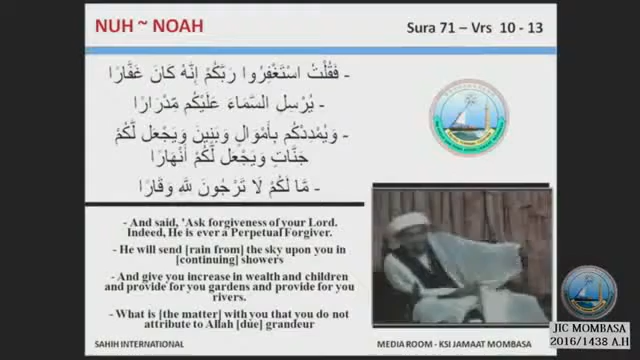 NUH ~ NOAH
Sura 71 – Vrs 10 - 13
- فَقُلْتُ اسْتَغْفِرُوا رَبَّكُمْ إِنَّهُ كَانَ غَفَّارًا
- يُرْسِلِ السَّمَاءَ عَلَيْكُم مِّدْرَارًا
- وَيُمْدِدْكُم بِأَمْوَالٍ وَبَنِينَ وَيَجْعَل لَّكُمْ
جَنَّاتٍ وَيَجْعَل لَّكُمْ أَنْهَارًا
- مَّا لَكُمْ لَا تَرْجُونَ لِلَّهِ وَقَارًا
- And said, 'Ask forgiveness of your Lord.
Indeed, He is ever a Perpetual Forgiver.
- He will send [rain from] the sky upon you in
[continuing] showers
- And give you increase in wealth and children
and provide for you gardens and provide for you
rivers.
- What is [the matter] with you that you do not
attribute to Allah [due] grandeur
SAHIH INTERNATIONAL
MEDIA ROOM - KSI JAMAAT MOMBASA
JIC MOMBASA
2016/1438 A.H